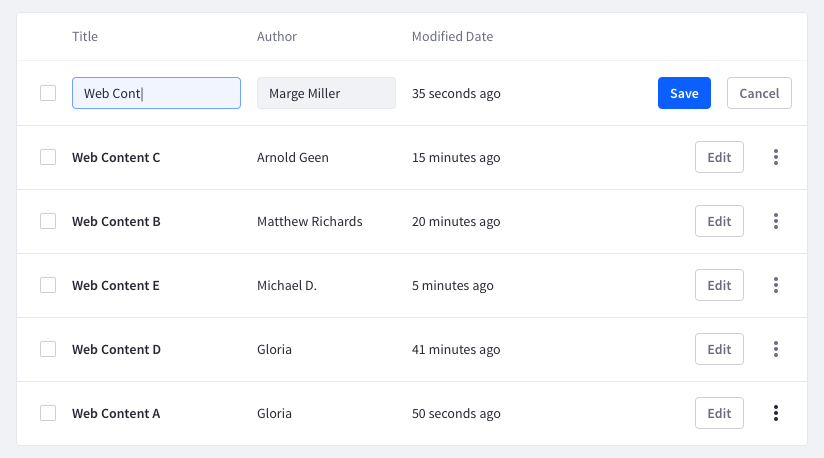 Title Author Modified Date
Web Cont Marge Miller 35 seconds ago Save Cancel
Web Content C Arnold Geen 15 minutes ago Edit
Web Content B Matthew Richards 20 minutes ago Edit
Web Content E Michael D. 5 minutes ago Edit
Web Content D Gloria 41 minutes ago Edit
Web Content A Gloria 50 seconds ago Edit